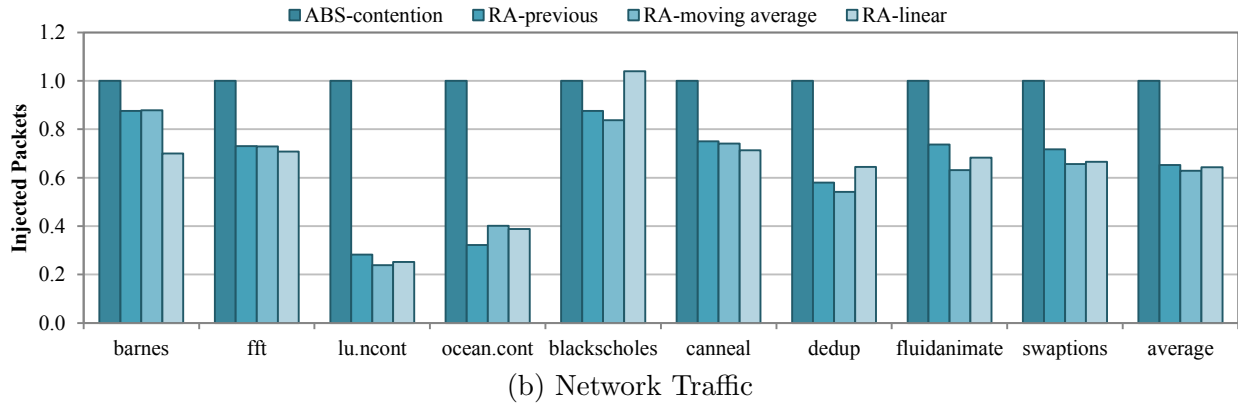 ABS-contention RA-previous RA-moving average RA-linear
1.2
1.0
0.8
0.6
0.4
0.2
0.0
Injected Packets
barnes fft lu.ncont ocean.cont blackscholes canneal dedup fluidanimate swaptions average
(b) Network Traffic